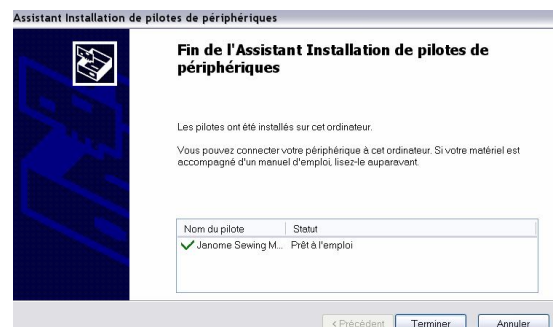 Assistant Installation de pilotes de périphériques
Fin de l'Assistant Installation de pilotes de
périphériques
Les pilotes ont été installés sur cet ordinateur.
Vous pouvez connecter votre périphérique à cet ordinateur. Si votre matériel est
accompagné d'un manuel d'emploi, lisez-le auparavant.
Nom du pilote Statut
Janome Sewing M... Prêt à l'emploi
< Précédent Terminer Annuler